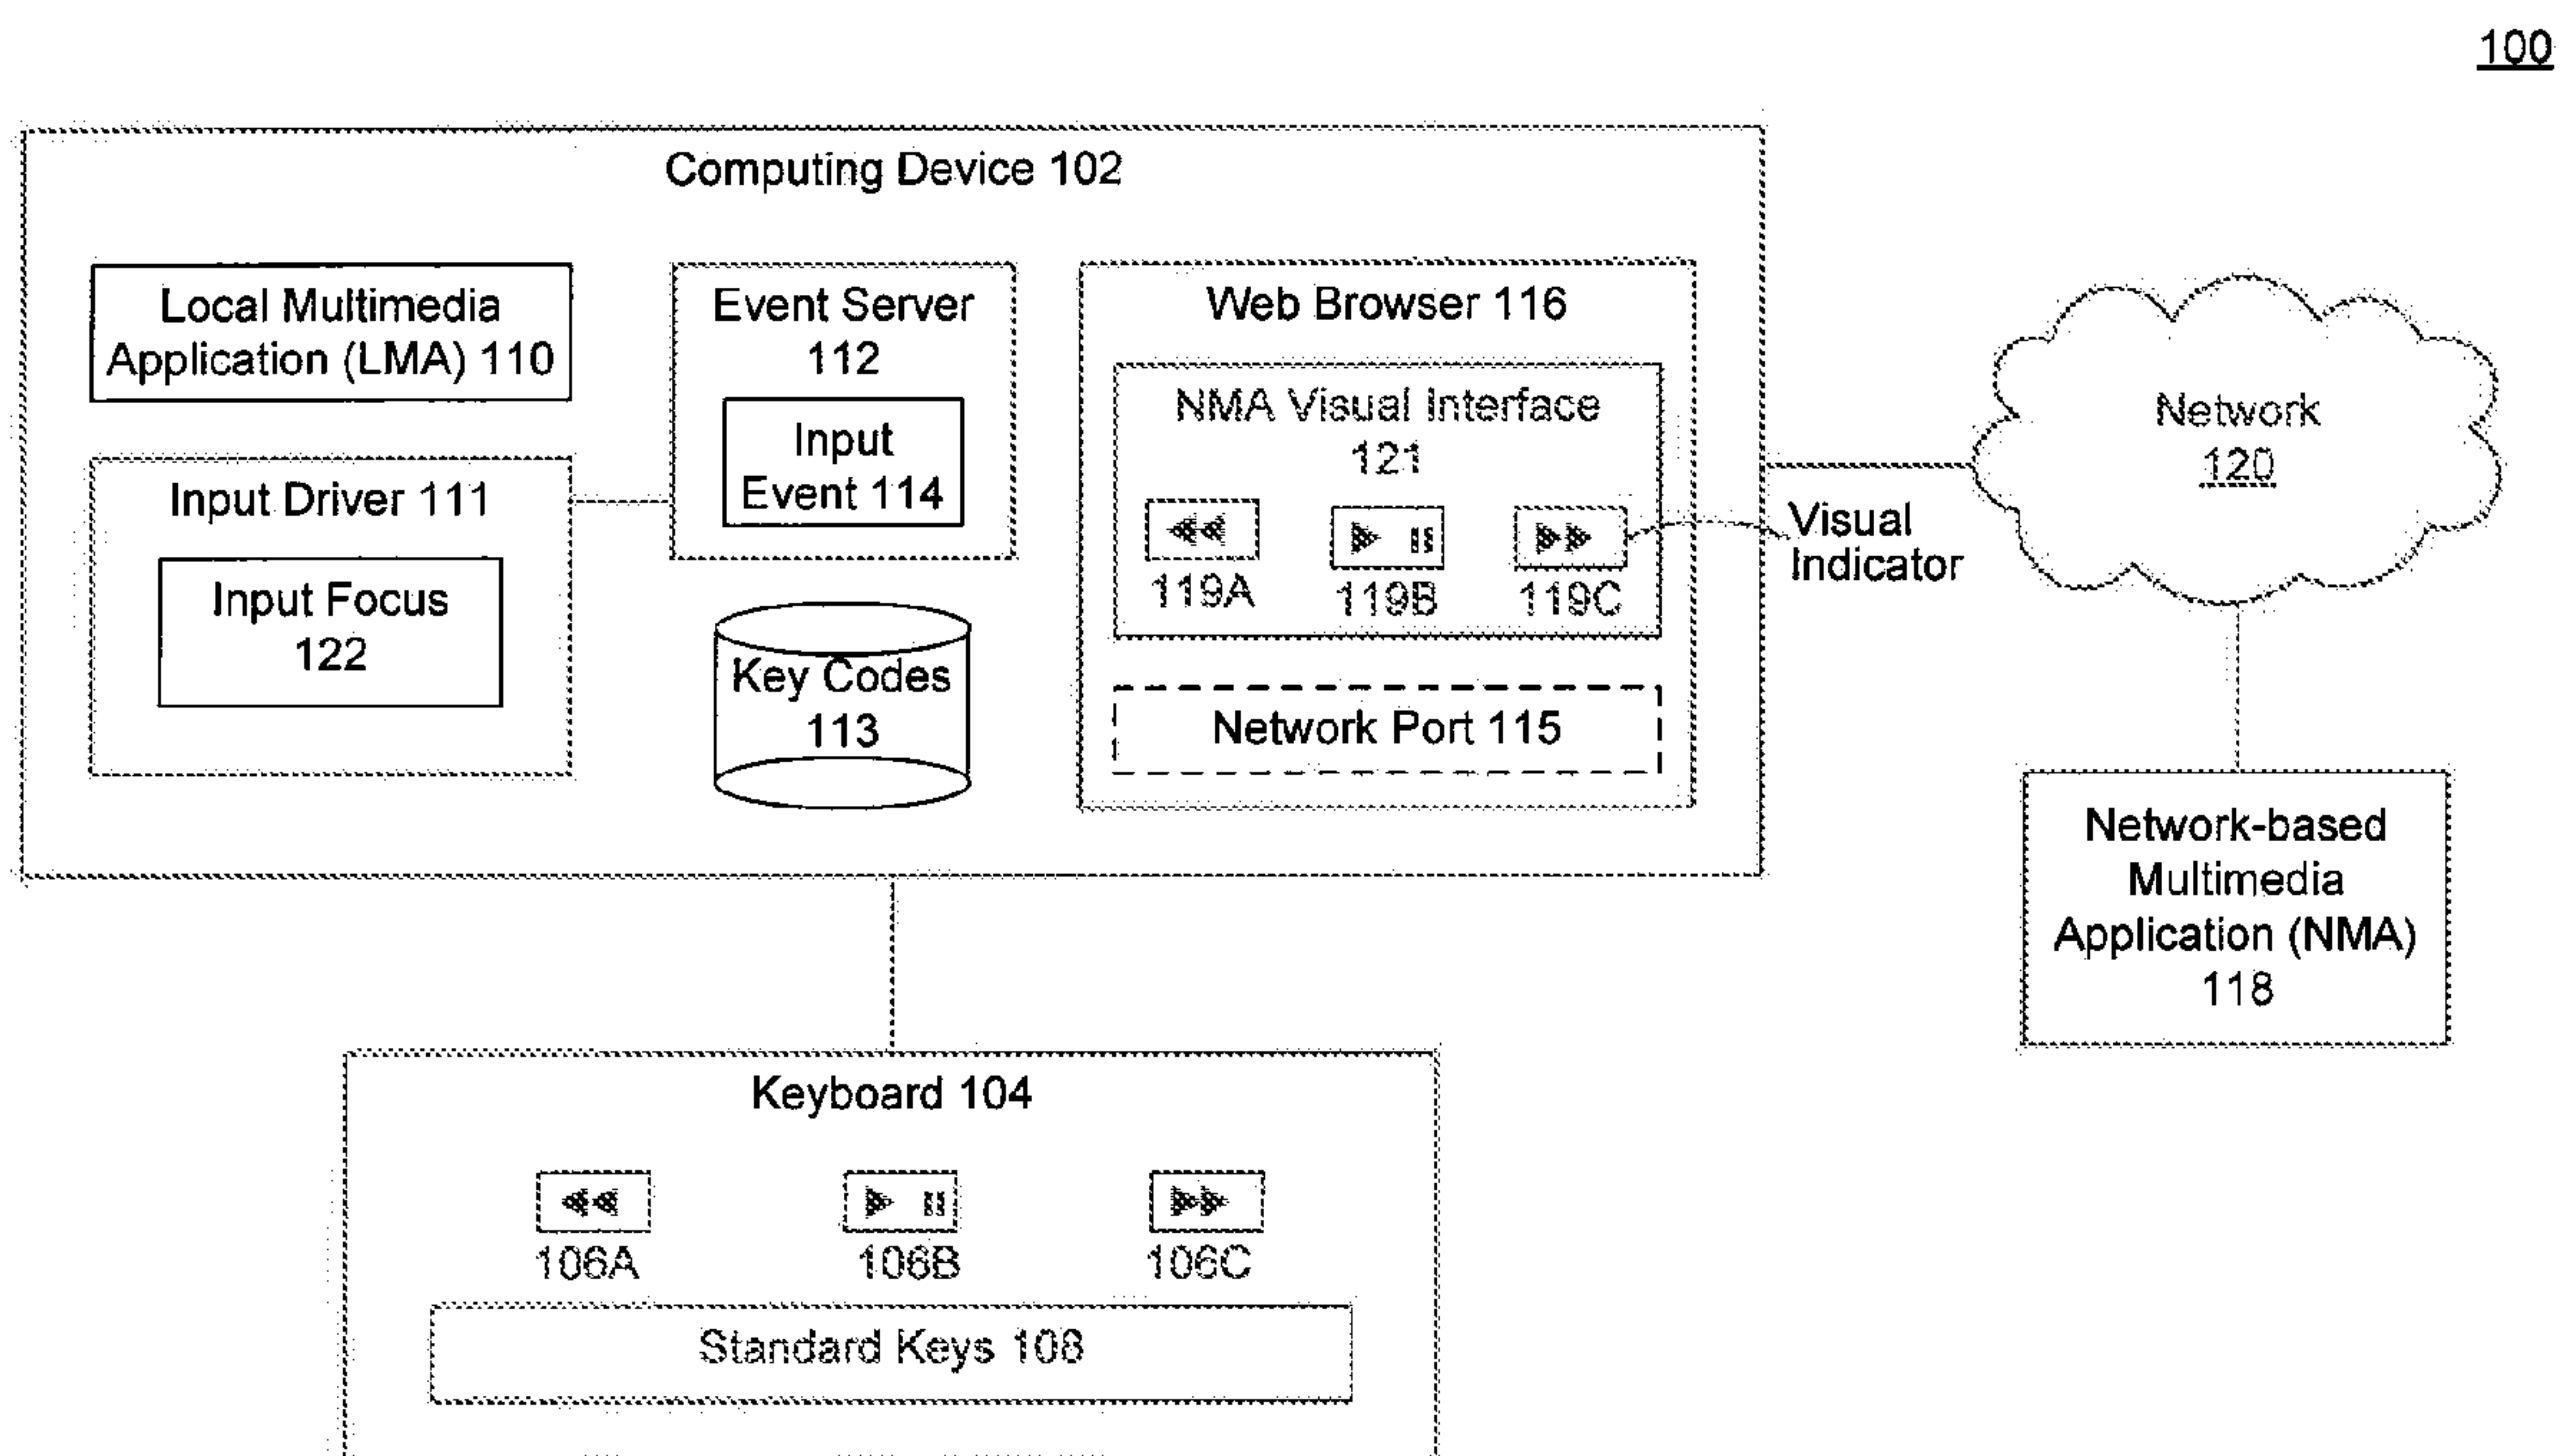 100
Computing Device 102
Local Multimedia
Application (LMA) 110
Input Driver 111
Input Focus
122
Event Server
112
Input
Event 114
Key Codes
113
Web Browser 116
NMA Visual Interface
121
119A 119B 119C
Network Port 115
Visual
Indicator
Network
120
Network-based
Multimedia
Application (NMA)
118
Keyboard 104
106A 106B 106C
Standard Keys 108